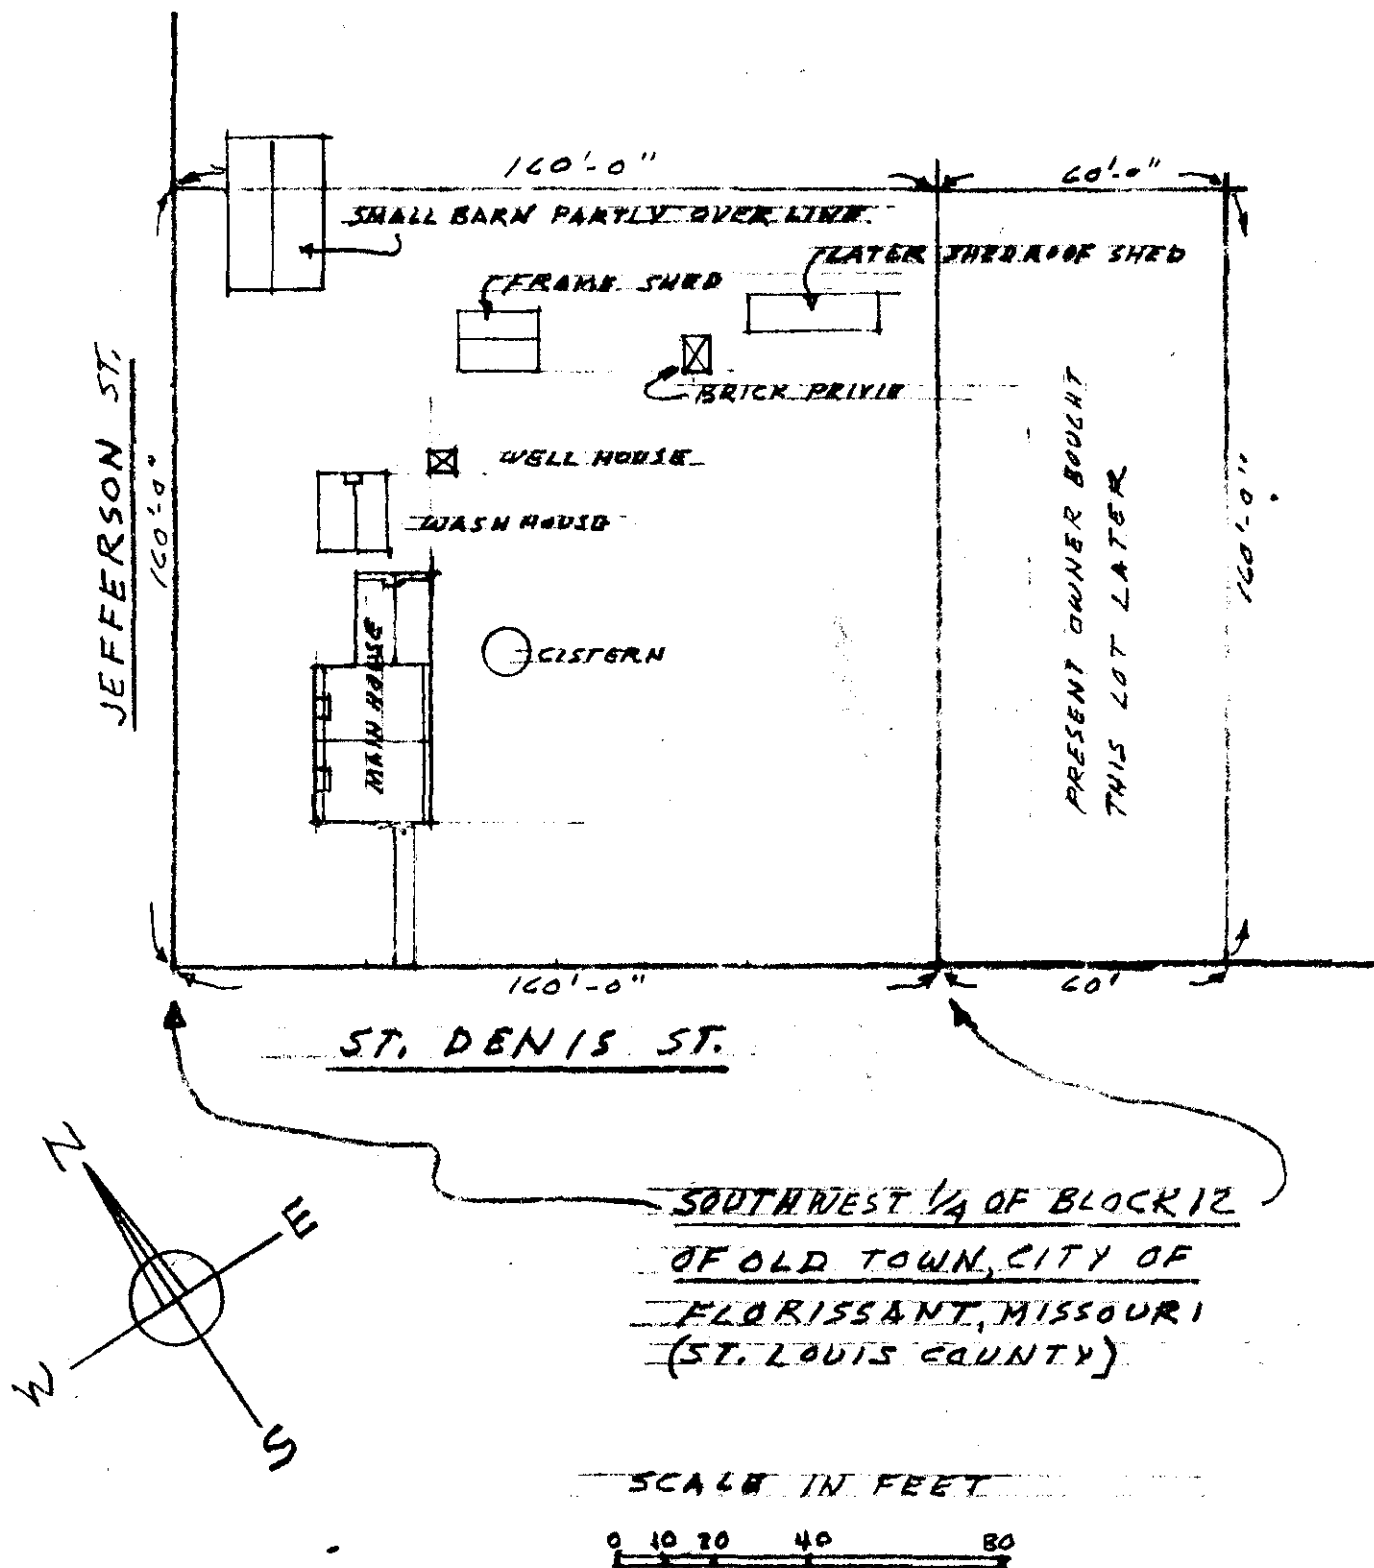 160'-0"
60'-0"
SMALL BARN PARTLY OVER LINE.
LATER SHED ROOF SHED
FRAME SHED
BRICK PRIVIE
WELL HOUSE
WASH HOUSE
JEFFERSON ST.
160'-0"
MAIN HOUSE
CISTERN
PRESENT OWNER BOUGHT
THIS LOT LATER
160'-0"
160'-0"
60'
ST. DENIS ST.
N
E
W
S
SOUTHWEST 1/4 OF BLOCK 12
OF OLD TOWN, CITY OF
FLORISSANT, MISSOURI
(ST. LOUIS COUNTY)
SCALE IN FEET
0 10 20 40 80